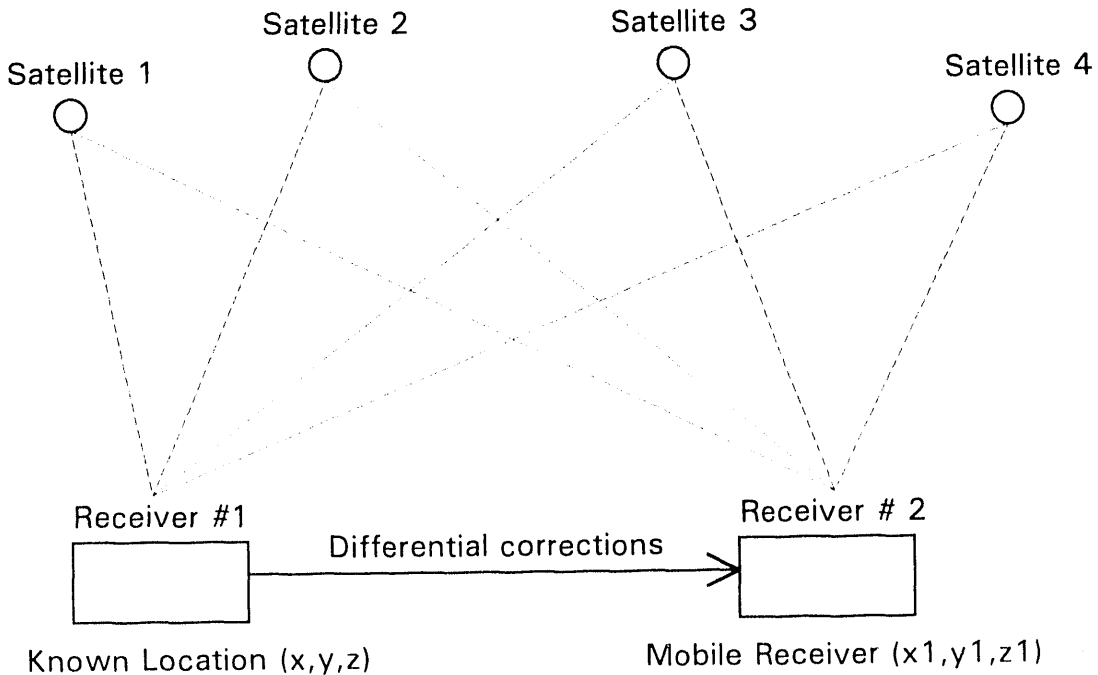 Satellite 1
Satellite 2
Satellite 3
Satellite 4
Receiver #1
Receiver # 2
Differential corrections
Known Location (x,y,z)
Mobile Receiver (x1,y1,z1)